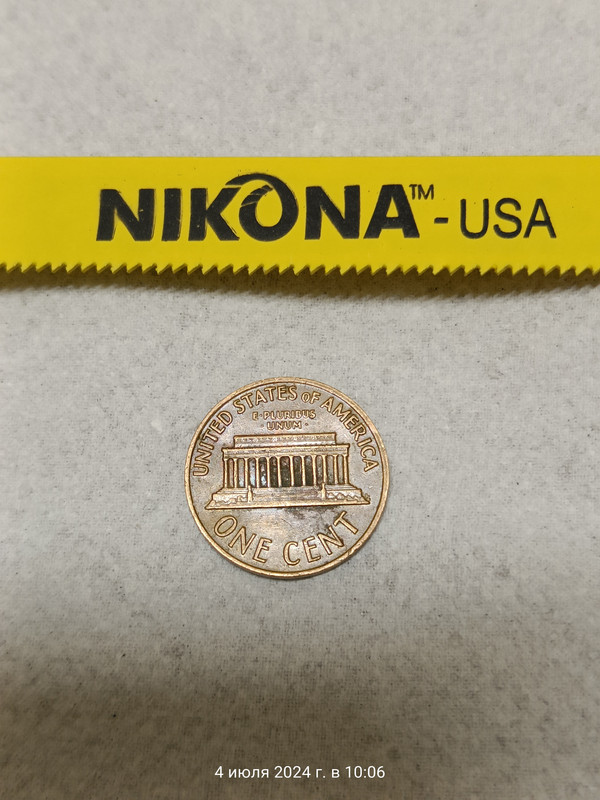 NIKONA™-USA
UNITED STATES OF AMERICA
E·PLURIBUS
·UNUM·
ONE CENT
4 июля 2024 г. в 10:06